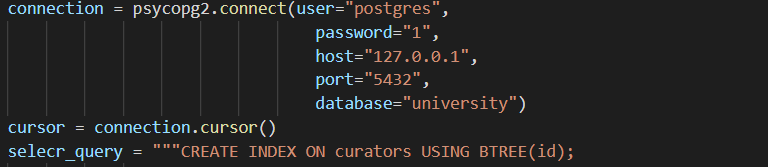 connection = psycopg2.connect(user="postgres",
password="1",
host="127.0.0.1",
port="5432",
database="university")
cursor = connection.cursor()
selecr_query = """CREATE INDEX ON curators USING BTREE(id);